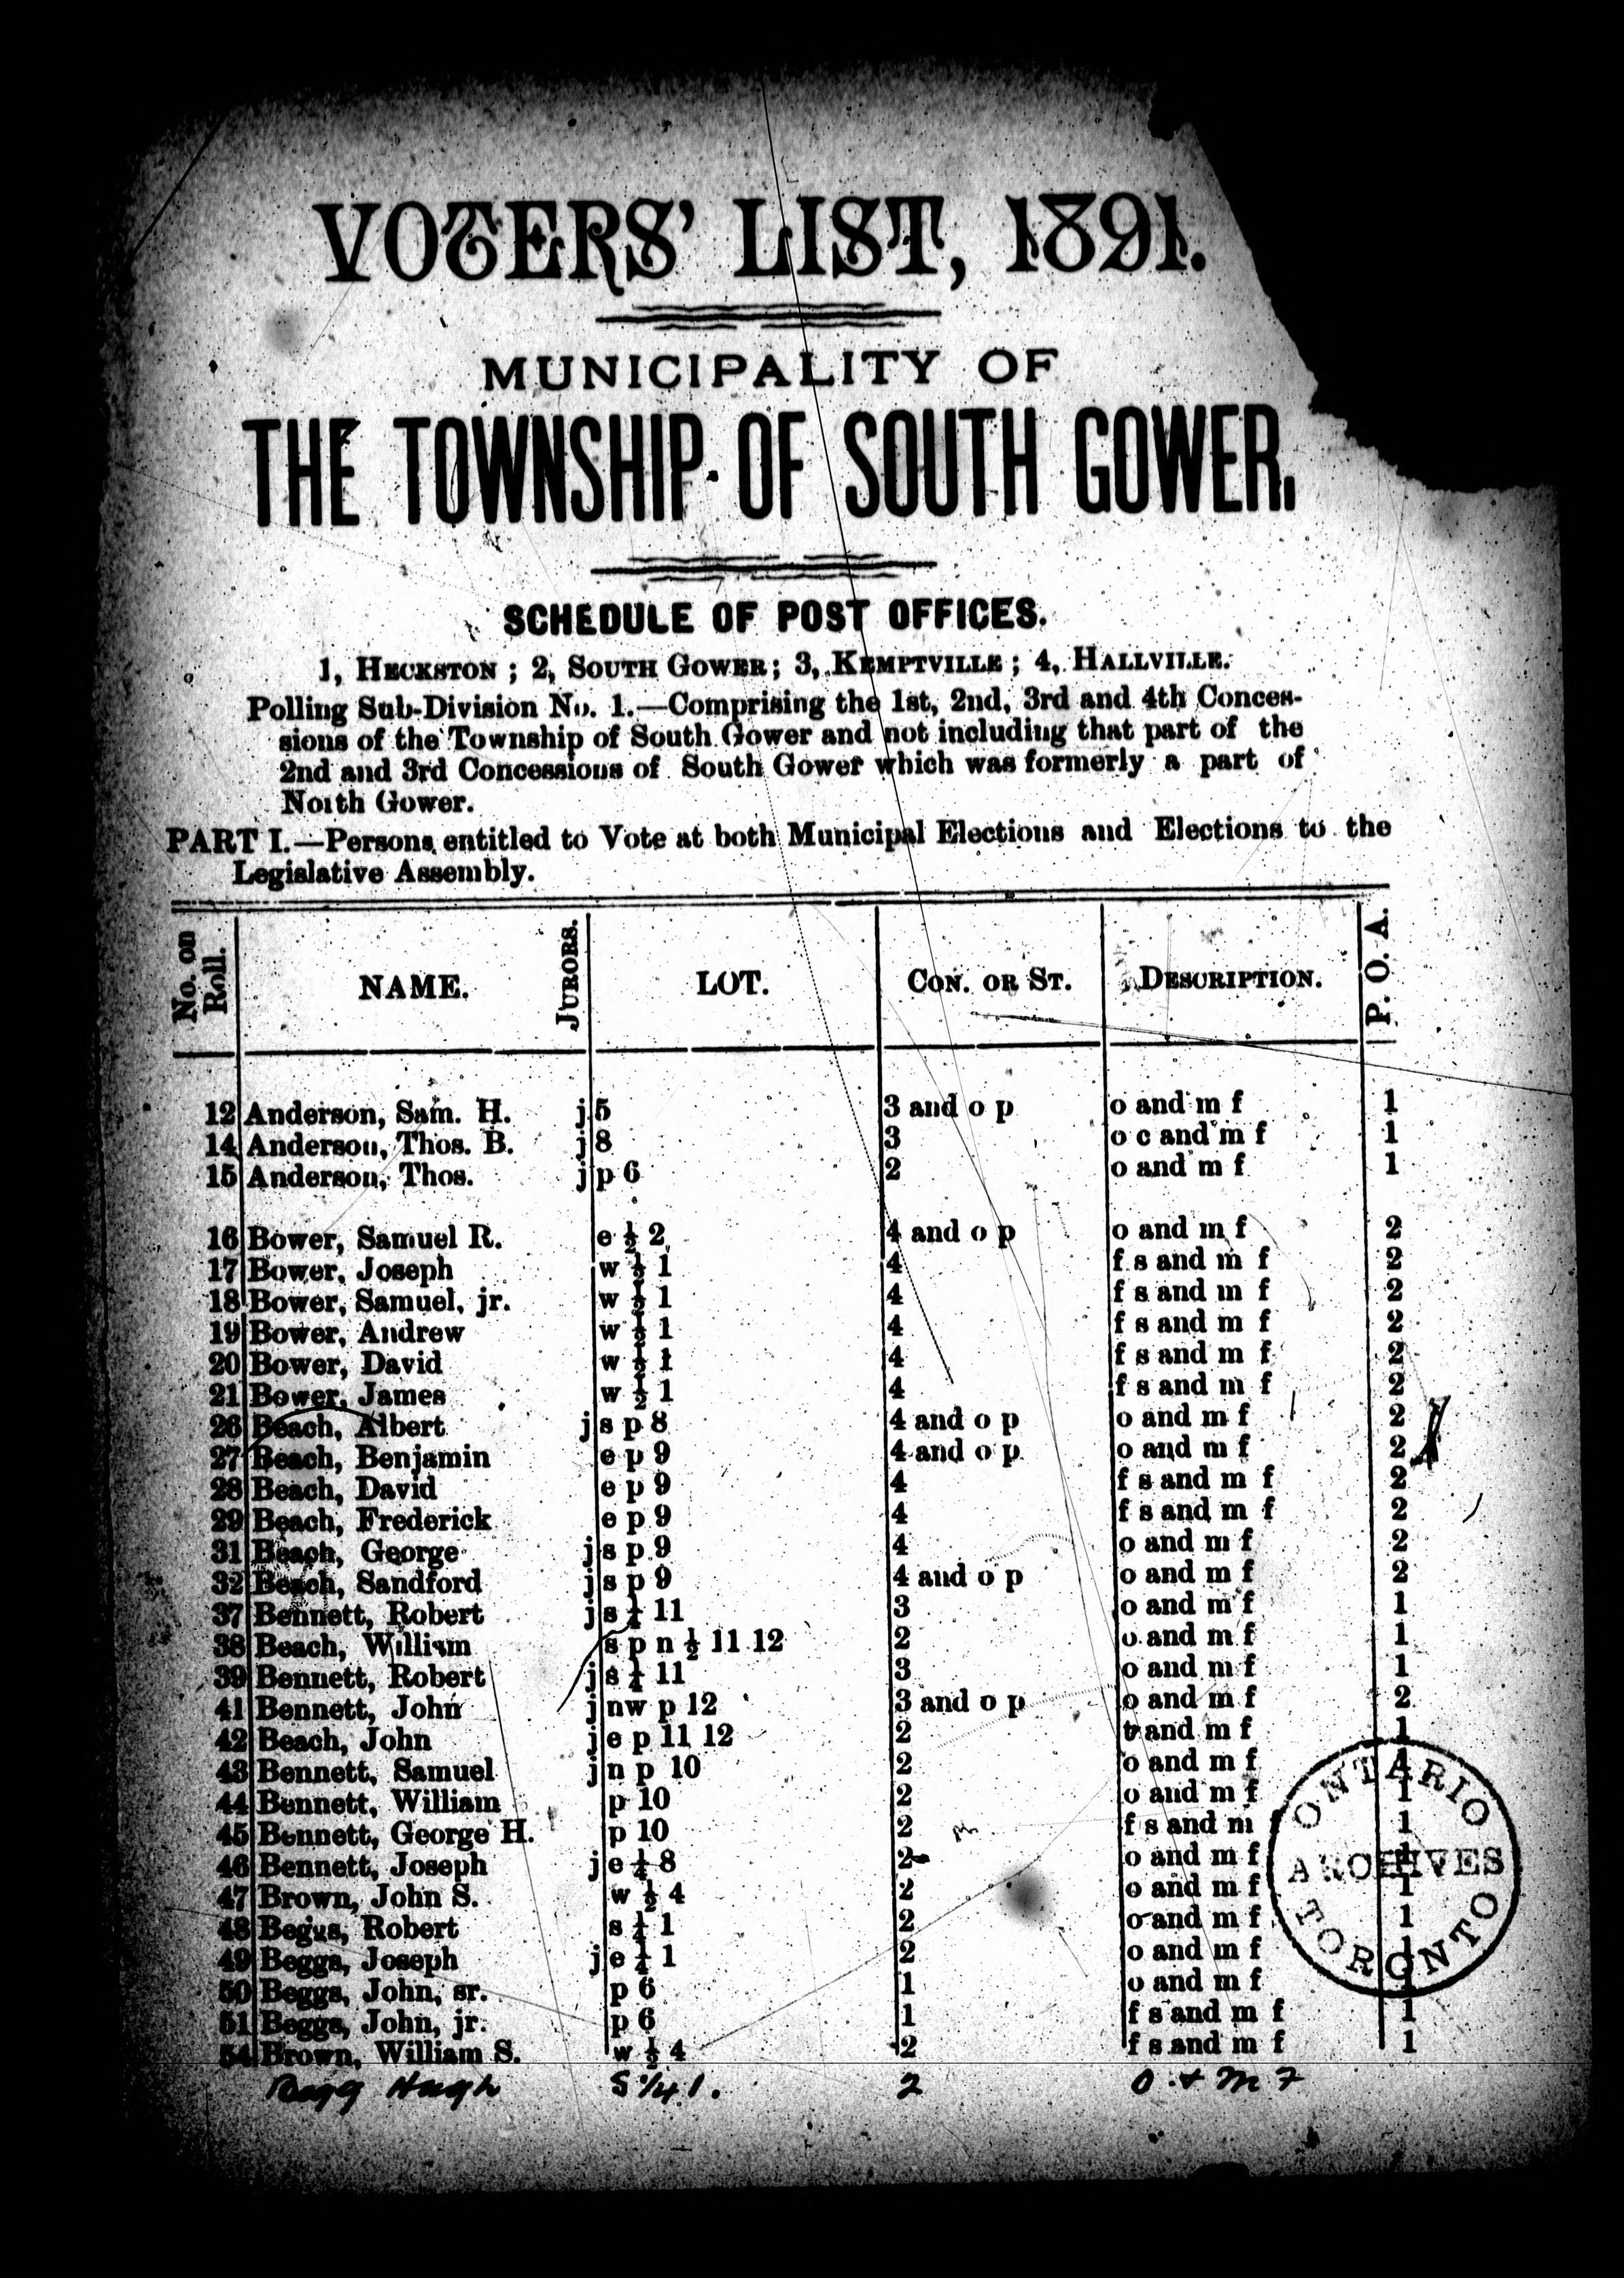 VOTERS' LIST, 1891.
MUNICIPALITY OF
THE TOWNSHIP OF SOUTH GOWER.
SCHEDULE OF POST OFFICES.
1, HECKSTON ; 2, SOUTH GOWER ; 3, KEMPTVILLE ; 4, HALLVILLE.
Polling Sub-Division No. 1.—Comprising the 1st, 2nd, 3rd and 4th Conces-
sions of the Township of South Gower and not including that part of the
2nd and 3rd Concessions of South Gower which was formerly a part of
North Gower.
PART I.—Persons entitled to Vote at both Municipal Elections and Elections to the
Legislative Assembly.
No. on Roll. NAME. JURORS. LOT. CON. OR ST. DESCRIPTION. P. O. A.
12 Anderson, Sam. H. j 5 3 and o p o and m f 1
14 Anderson, Thos. B. j 8 3 o c and m f 1
15 Anderson, Thos. j p 6 2 o and m f 1
16 Bower, Samuel R. e ½ 2 4 and o p o and m f 2
17 Bower, Joseph w ½ 1 4 f s and m f 2
18 Bower, Samuel, jr. w ½ 1 4 f s and m f 2
19 Bower, Andrew w ½ 1 4 f s and m f 2
20 Bower, David w ½ 1 4 f s and m f 2
21 Bower, James w ½ 1 4 f s and m f 2
26 Beach, Albert j s p 8 4 and o p o and m f 2
27 Beach, Benjamin e p 9 4 and o p o and m f 2
28 Beach, David e p 9 4 f s and m f 2
29 Beach, Frederick e p 9 4 f s and m f 2
31 Beach, George j s p 9 4 o and m f 2
32 Beach, Sandford j s p 9 4 and o p o and m f 2
37 Bennett, Robert j s ¼ 11 3 o and m f 1
38 Beach, William s p n ½ 11 12 2 o and m f 1
39 Bennett, Robert j s ¼ 11 3 o and m f 1
41 Bennett, John j nw p 12 3 and o p o and m f 2
42 Beach, John j e p 11 12 2 t and m f 1
43 Bennett, Samuel j n p 10 2 o and m f 1
44 Bennett, William p 10 2 o and m f 1
45 Bennett, George H. p 10 2 f s and m f 1
46 Bennett, Joseph j e ¼ 8 2 o and m f 1
47 Brown, John S. w ½ 4 2 o and m f 1
48 Beggs, Robert s ¼ 1 2 o and m f 1
49 Beggs, Joseph j e ¼ 1 2 o and m f 1
50 Beggs, John, sr. p 6 1 o and m f 1
51 Beggs, John, jr. p 6 1 f s and m f 1
54 Brown, William S. w ½ 4 2 f s and m f 1
Begg Hugh S ¼ 1. 2 O & M F
ONTARIO
ARCHIVES
TORONTO